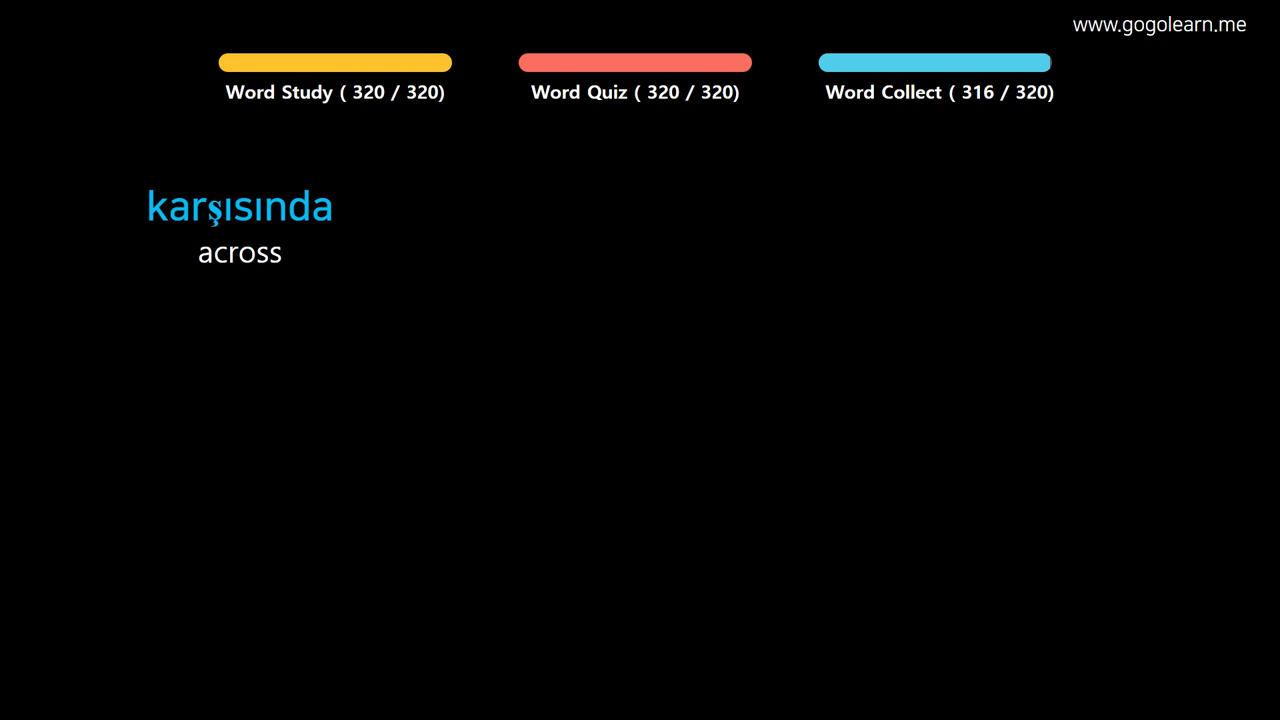 www.gogolearn.me
Word Study ( 320 / 320)
Word Quiz ( 320 / 320)
Word Collect ( 316 / 320)
karşısında
across